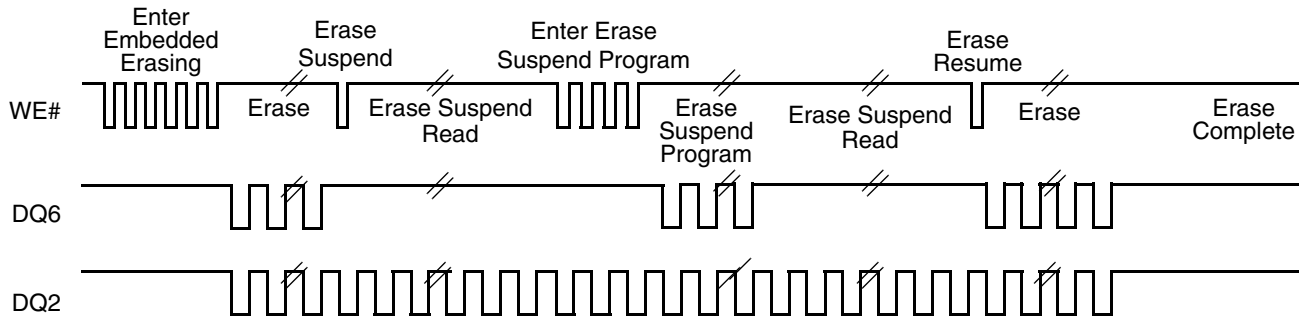 Enter
Embedded
Erasing
Erase
Suspend
Enter Erase
Suspend Program
Erase
Resume
WE#
Erase
Erase Suspend
Read
Erase
Suspend
Program
Erase Suspend
Read
Erase
Erase
Complete
DQ6
DQ2